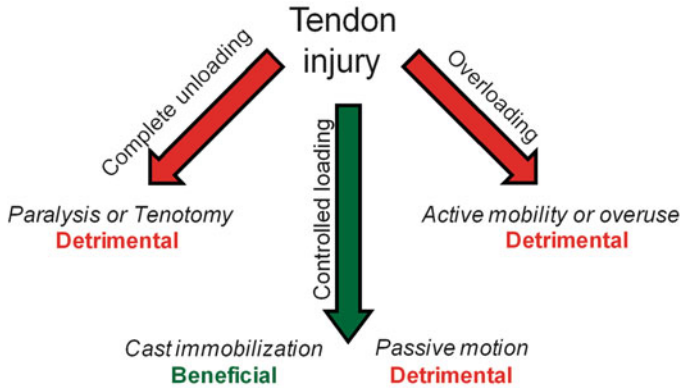 Tendon
injury
Complete unloading
Controlled loading
Overloading
Paralysis or Tenotomy
Detrimental
Active mobility or overuse
Detrimental
Cast immobilization
Beneficial
Passive motion
Detrimental